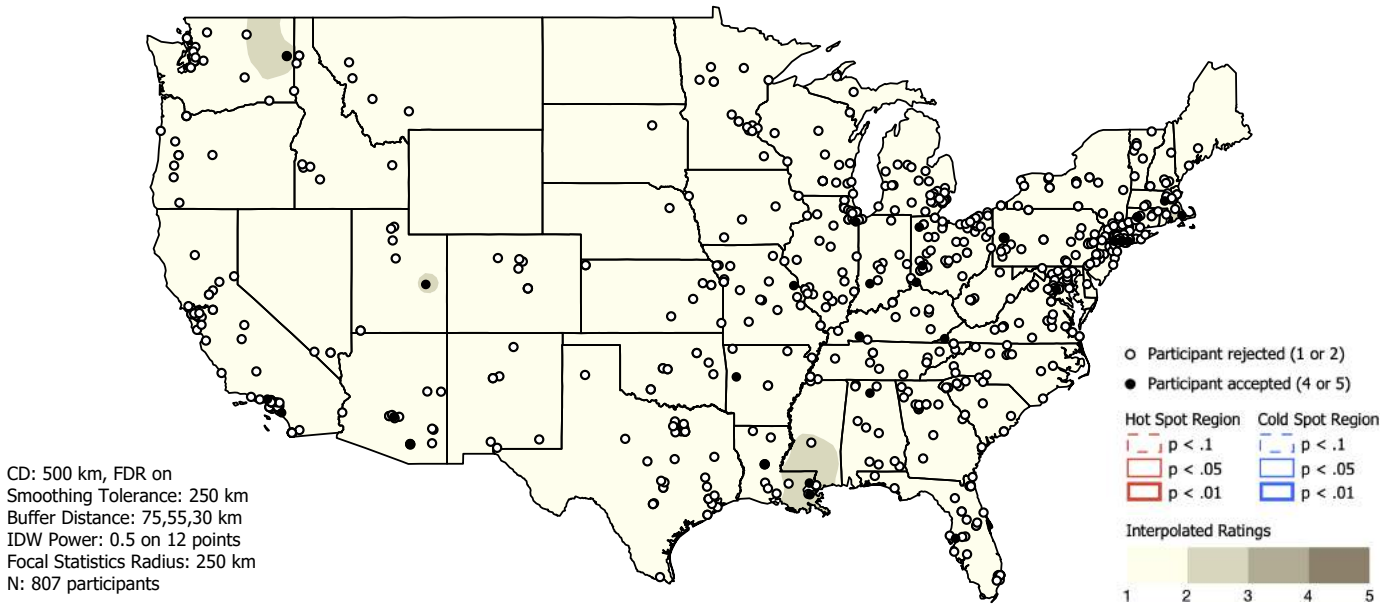 Participant rejected (1 or 2)
Participant accepted (4 or 5)
Hot Spot Region Cold Spot Region
p < .1 p < .1
p < .05 p < .05
p < .01 p < .01
Interpolated Ratings
1 2 3 4 5
CD: 500 km, FDR on
Smoothing Tolerance: 250 km
Buffer Distance: 75,55,30 km
IDW Power: 0.5 on 12 points
Focal Statistics Radius: 250 km
N: 807 participants